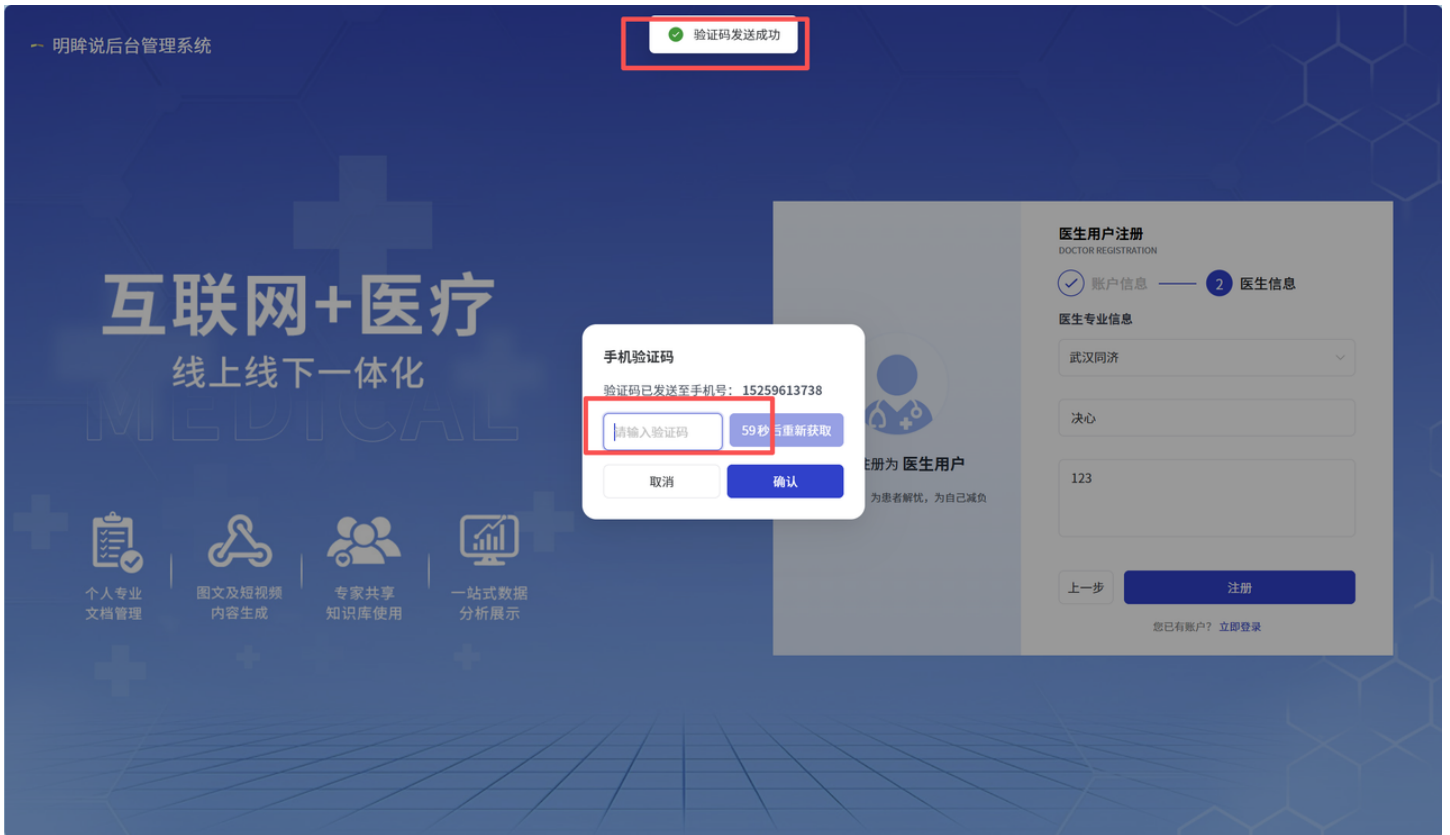 明眸说后台管理系统
验证码发送成功
互联网+医疗
线上线下一体化
MEDICAL
个人专业
文档管理
图文及短视频
内容生成
专家共享
知识库使用
一站式数据
分析展示
手机验证码
验证码已发送至手机号： 15259613738
请输入验证码
59秒后重新获取
取消
确认
注册为 医生用户
为患者解忧，为自己减负
医生用户注册
DOCTOR REGISTRATION
账户信息
2 医生信息
医生专业信息
武汉同济
决心
123
上一步
注册
您已有账户？ 立即登录